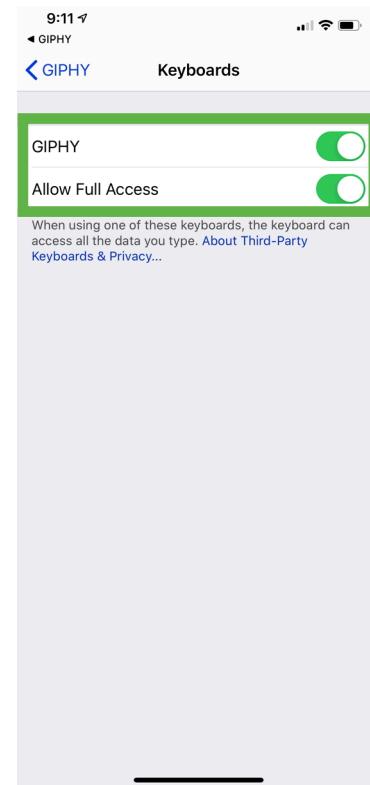 9:11
◀ GIPHY
GIPHY
Keyboards
GIPHY
Allow Full Access
When using one of these keyboards, the keyboard can
access all the data you type. About Third-Party
Keyboards & Privacy...